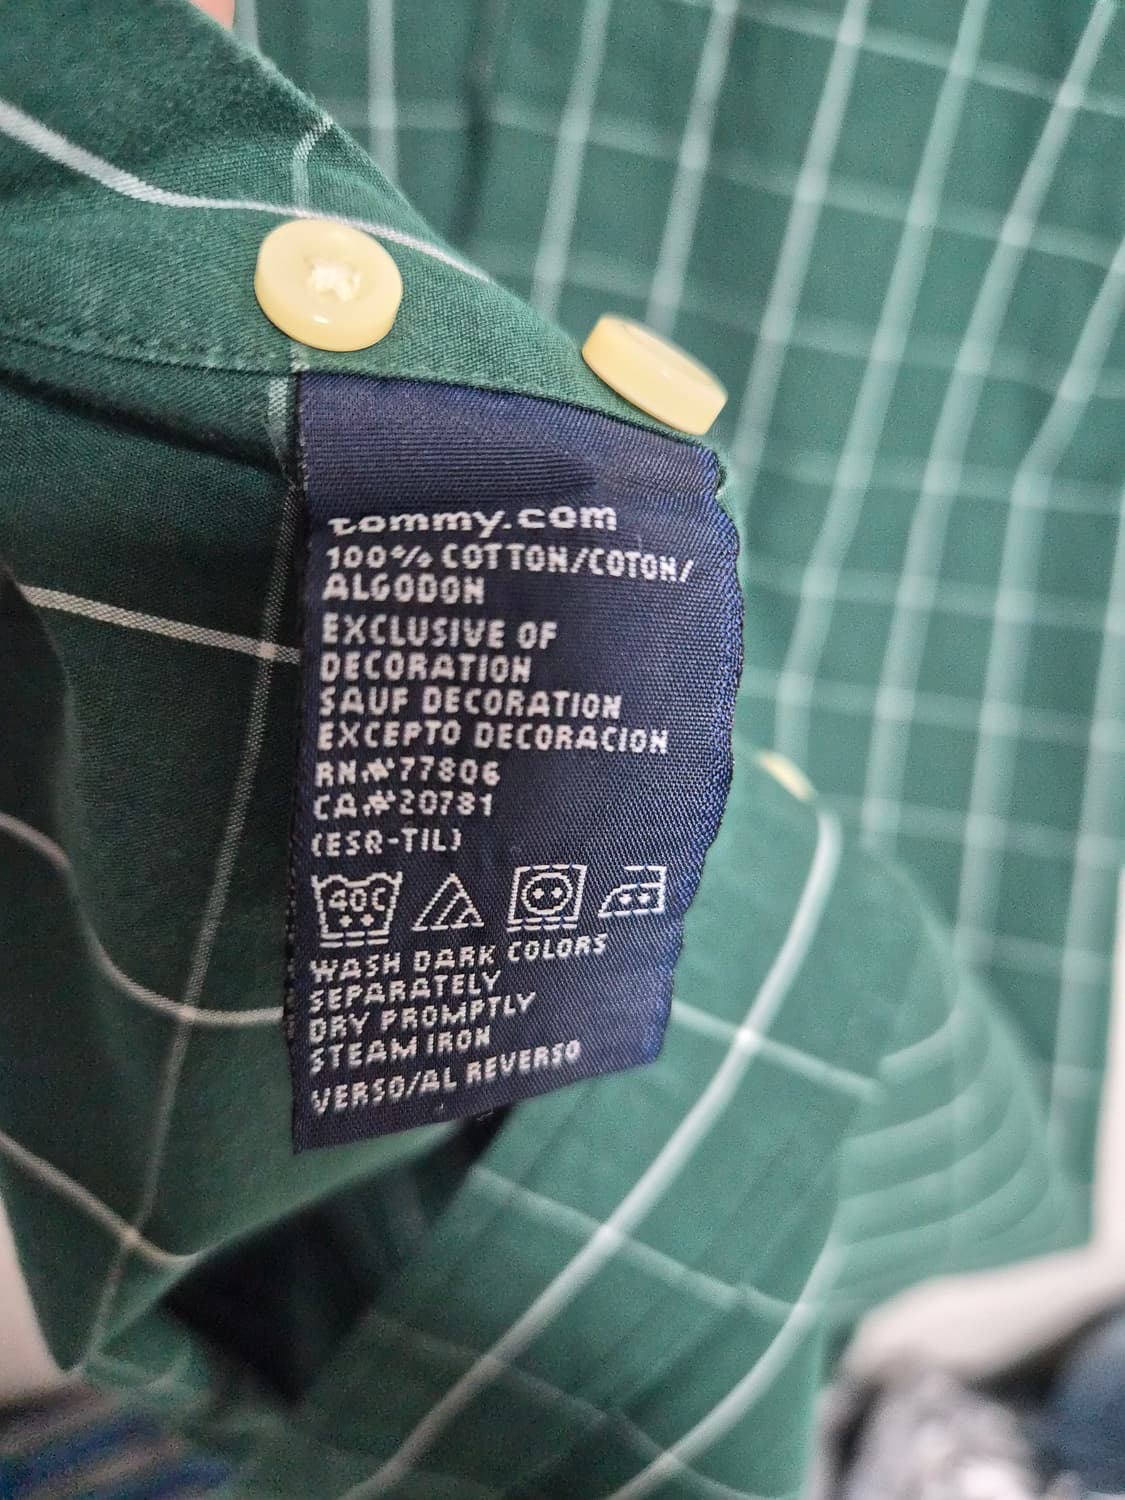 tommy.com
100% COTTON/COTON/
ALGODON
EXCLUSIVE OF
DECORATION
SAUF DECORATION
EXCEPTO DECORACION
RN#77806
CA#20781
(ESQ-TIL)
40C
WASH DARK COLORS
SEPARATELY
DRY PROMPTLY
STEAM IRON
VERSO/AL REVERSO